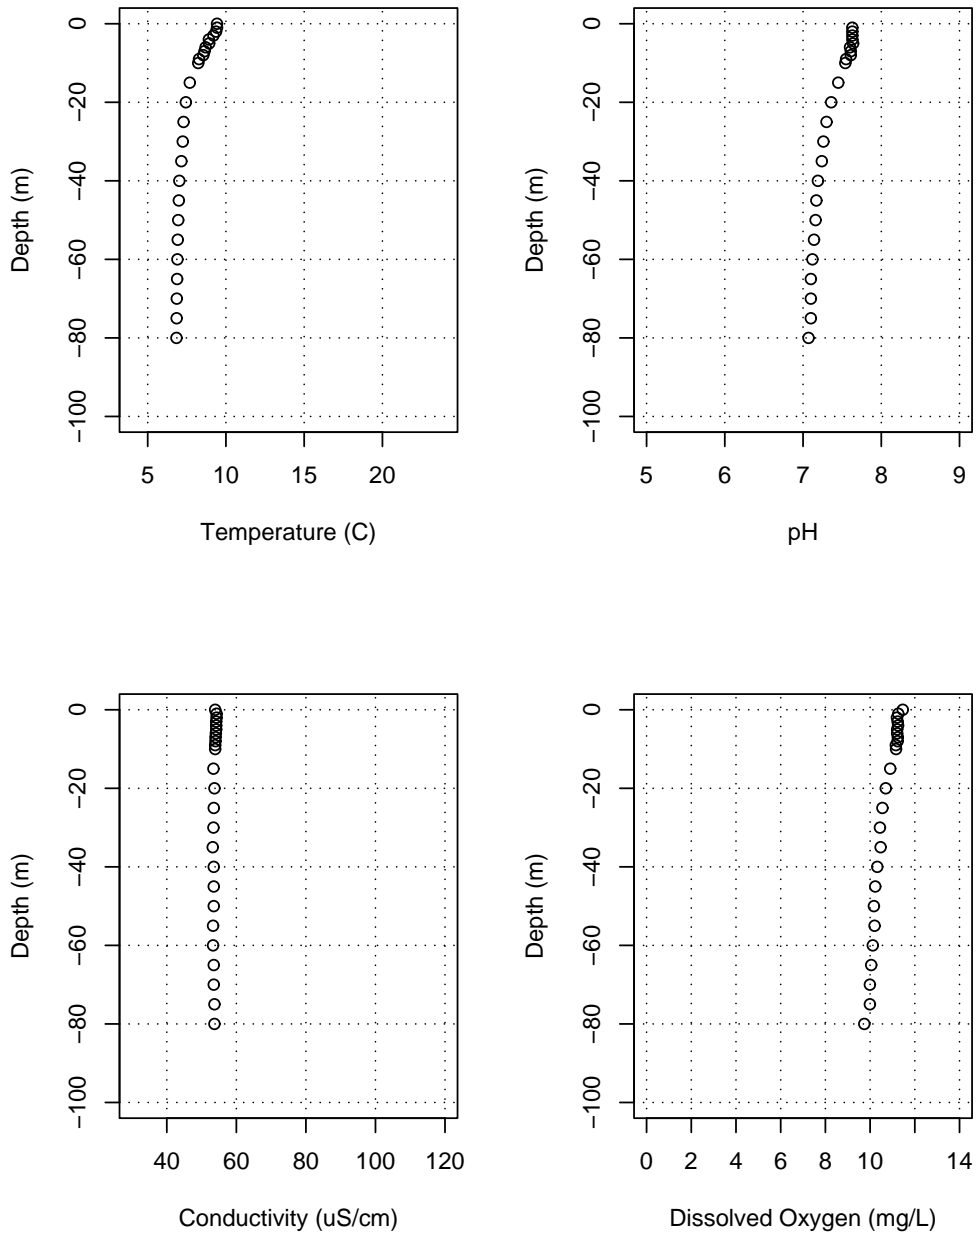 0
−20
−40
−60
−80
−100
Depth (m)
5 10 15 20
Temperature (C)
0
−20
−40
−60
−80
−100
Depth (m)
5 6 7 8 9
pH
0
−20
−40
−60
−80
−100
Depth (m)
40 60 80 100 120
Conductivity (uS/cm)
0
−20
−40
−60
−80
−100
Depth (m)
0 2 4 6 8 10 14
Dissolved Oxygen (mg/L)